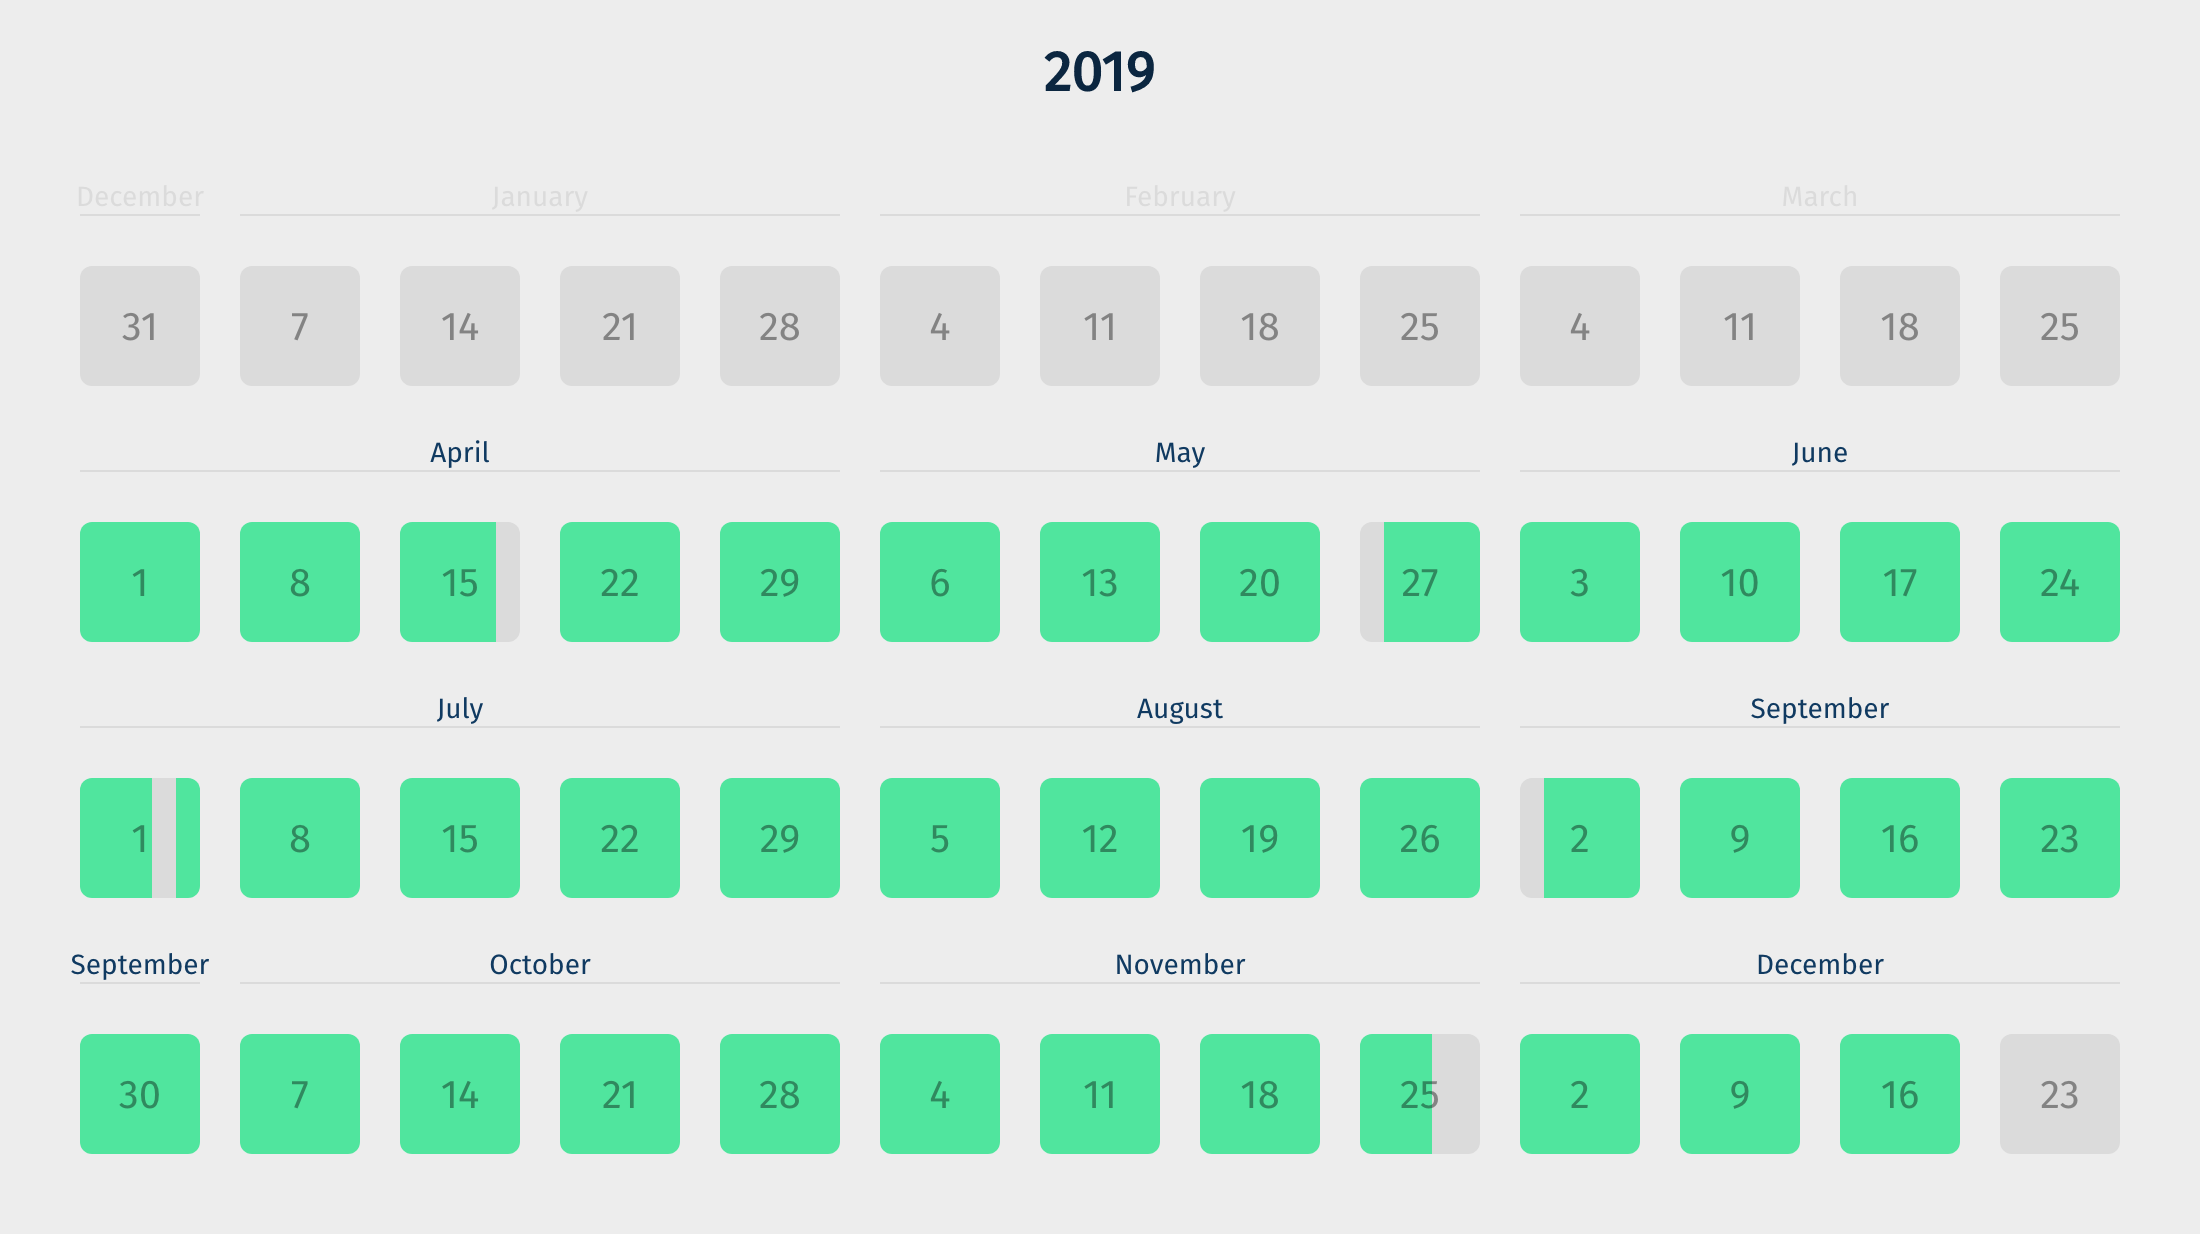 2019
December January February March
31 7 14 21 28 4 11 18 25 4 11 18 25
April May June
1 8 15 22 29 6 13 20 27 3 10 17 24
July August September
1 8 15 22 29 5 12 19 26 2 9 16 23
September October November December
30 7 14 21 28 4 11 18 25 2 9 16 23